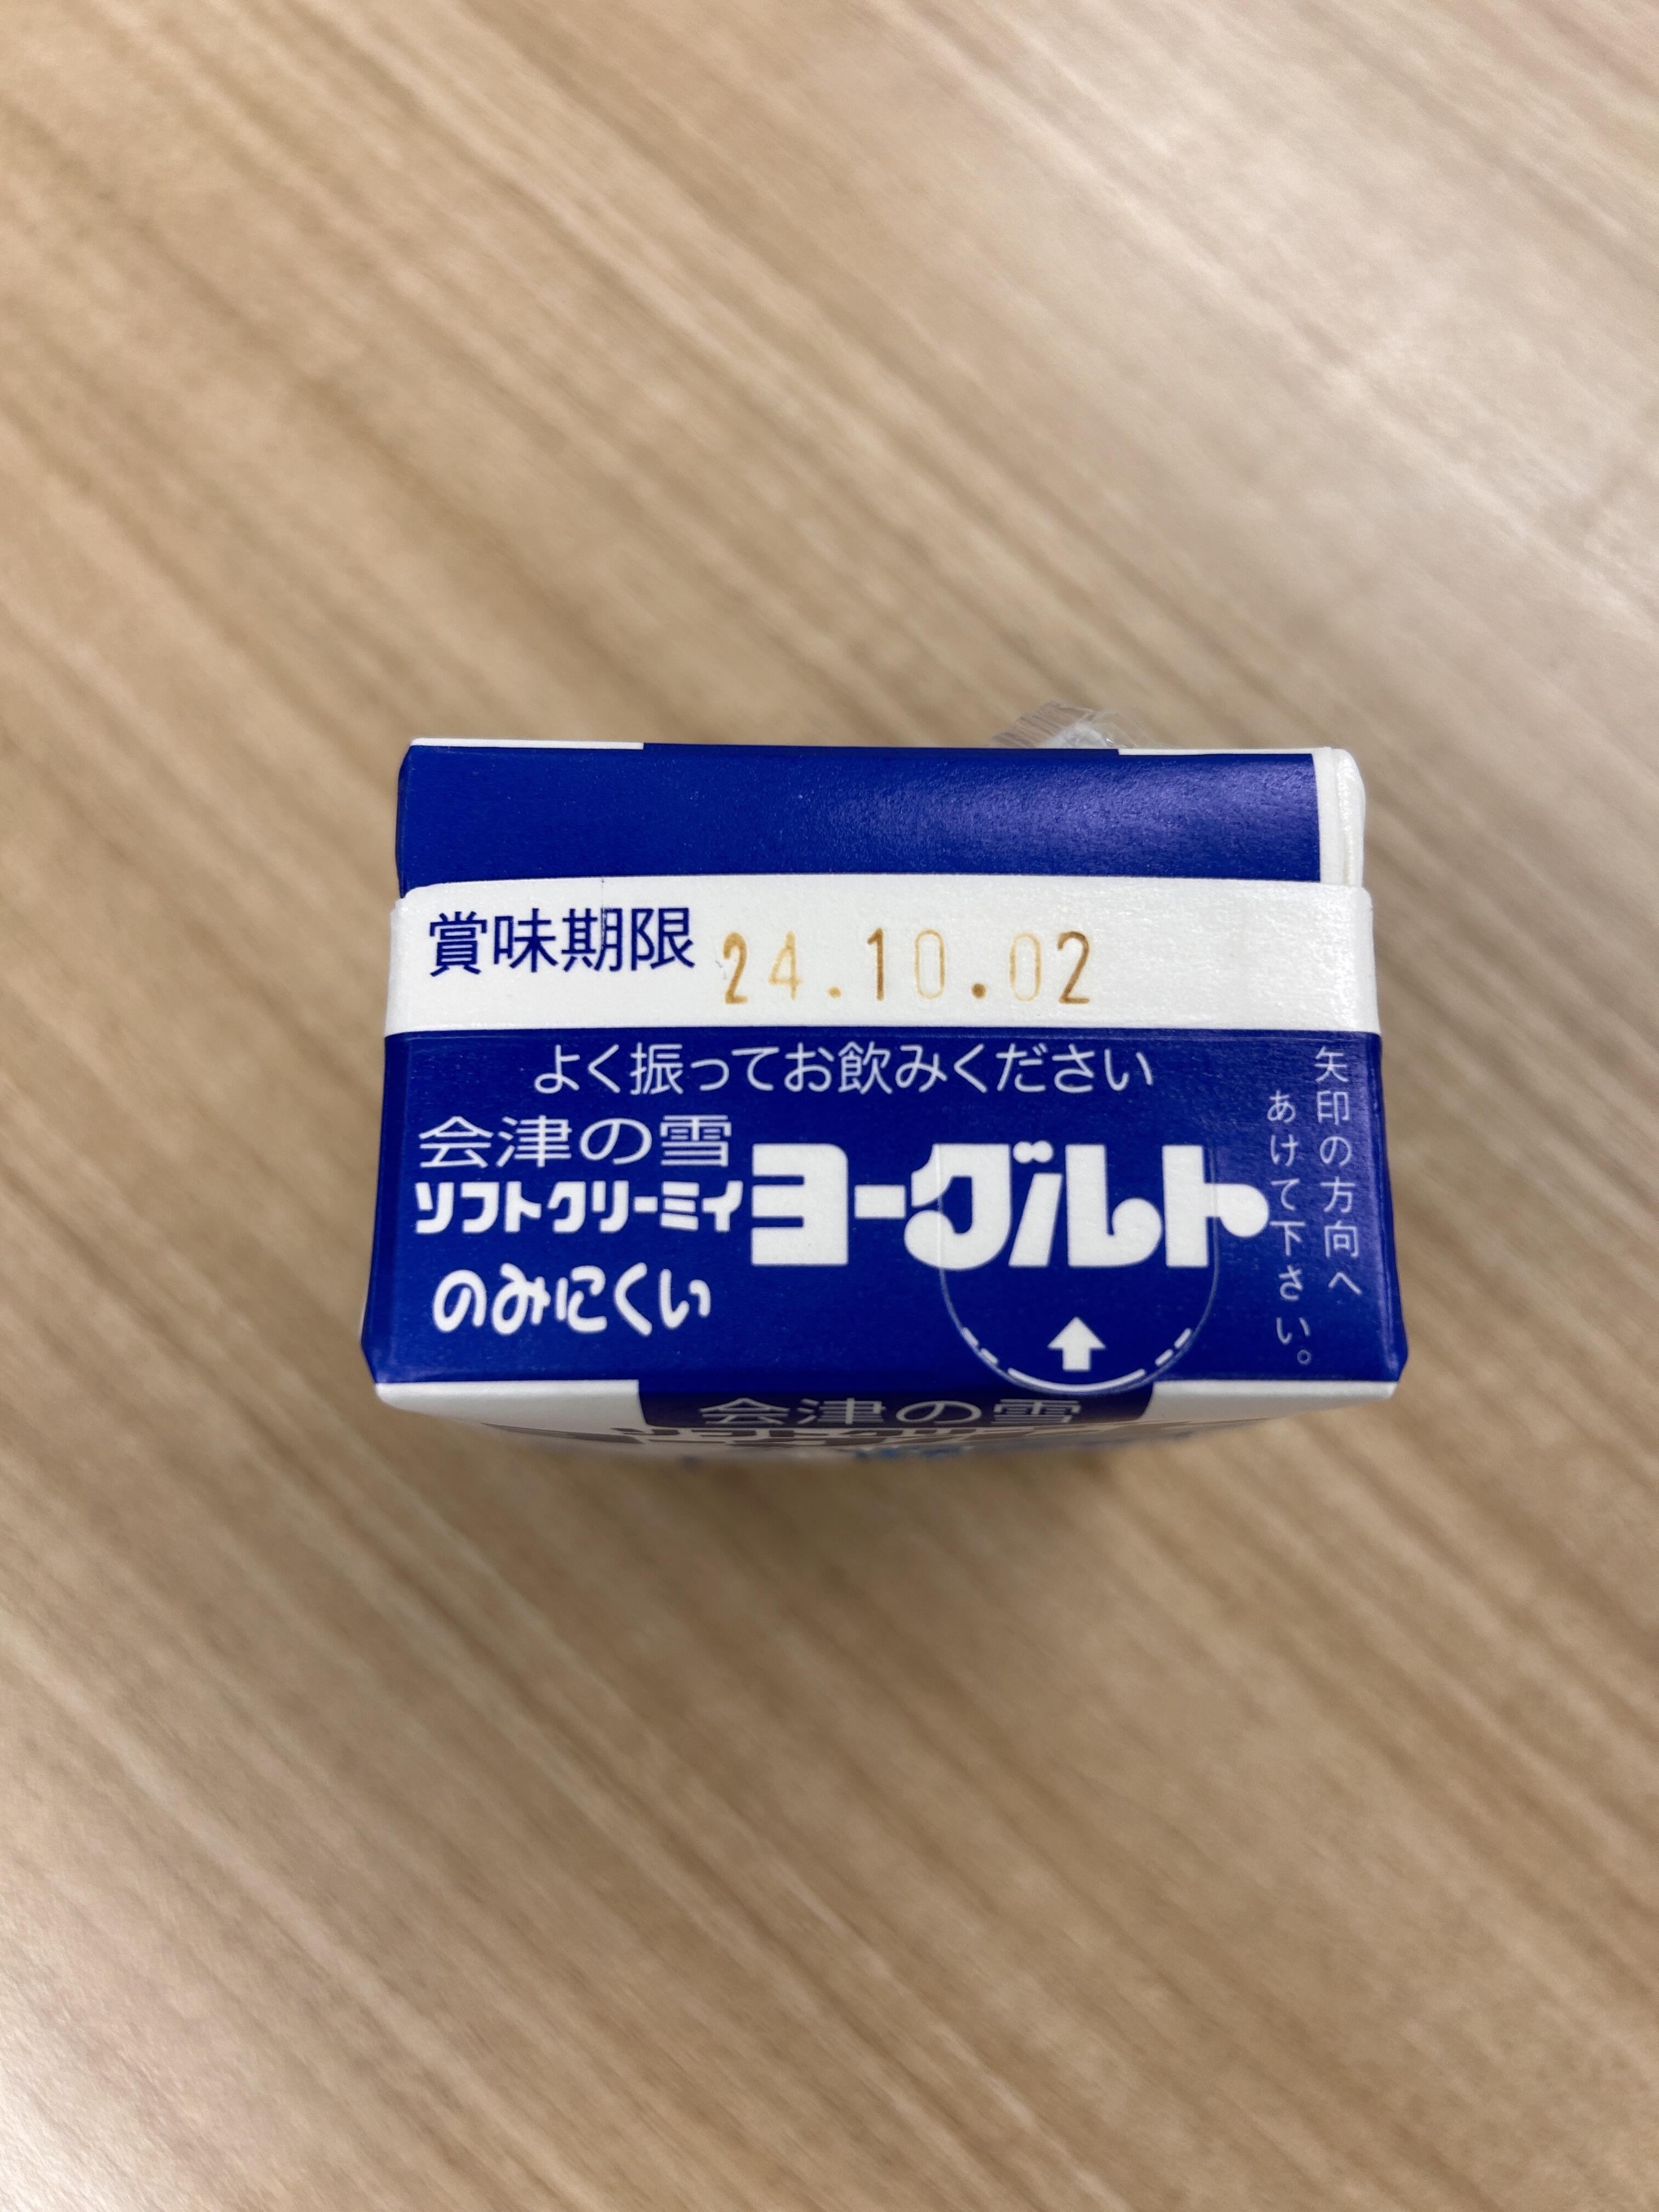 賞味期限 24.10.02
よく振ってお飲みください
会津の雪
ソフトクリーミィ
のみにくい
ヨーグルト
矢印の方向へ
あけて下さい。
会津の雪